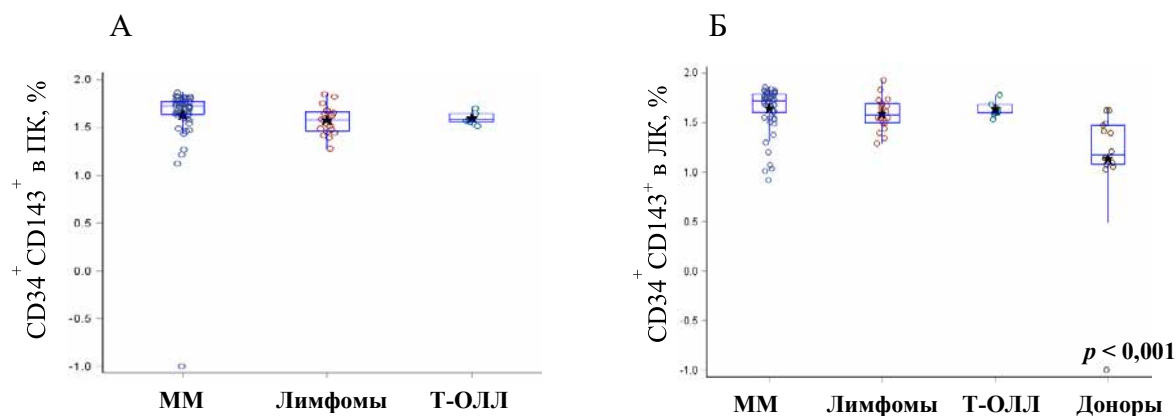 А
CD34⁺ CD143⁺ в ПК, %
2.0
1.5
1.0
0.5
0.0
-0.5
-1.0
ММ Лимфомы Т-ОЛЛ
Б
CD34⁺ CD143⁺ в ЛК, %
2.0
1.5
1.0
0.5
0.0
-0.5
-1.0
p < 0,001
ММ Лимфомы Т-ОЛЛ Доноры